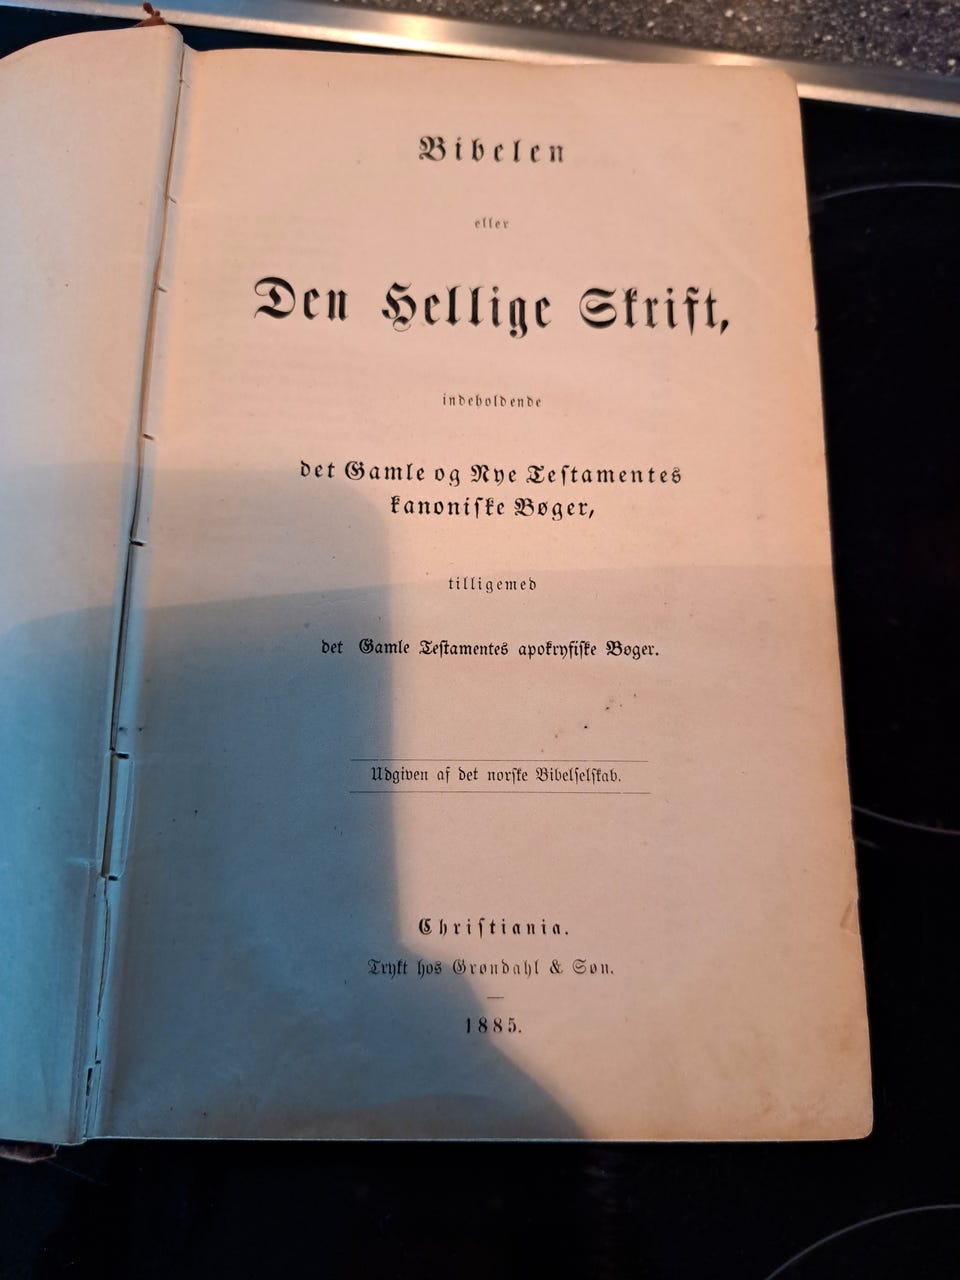 Bibelen
eller
Den Hellige Skrift,
indeholdende
det Gamle og Nye Testamentes
kanoniske Bøger,
tilligemed
det Gamle Testamentes apokryfiske Bøger.
Udgiven af det norske Bibelselskab.
Christiania.
Trykt hos Grøndahl & Søn.
1885.